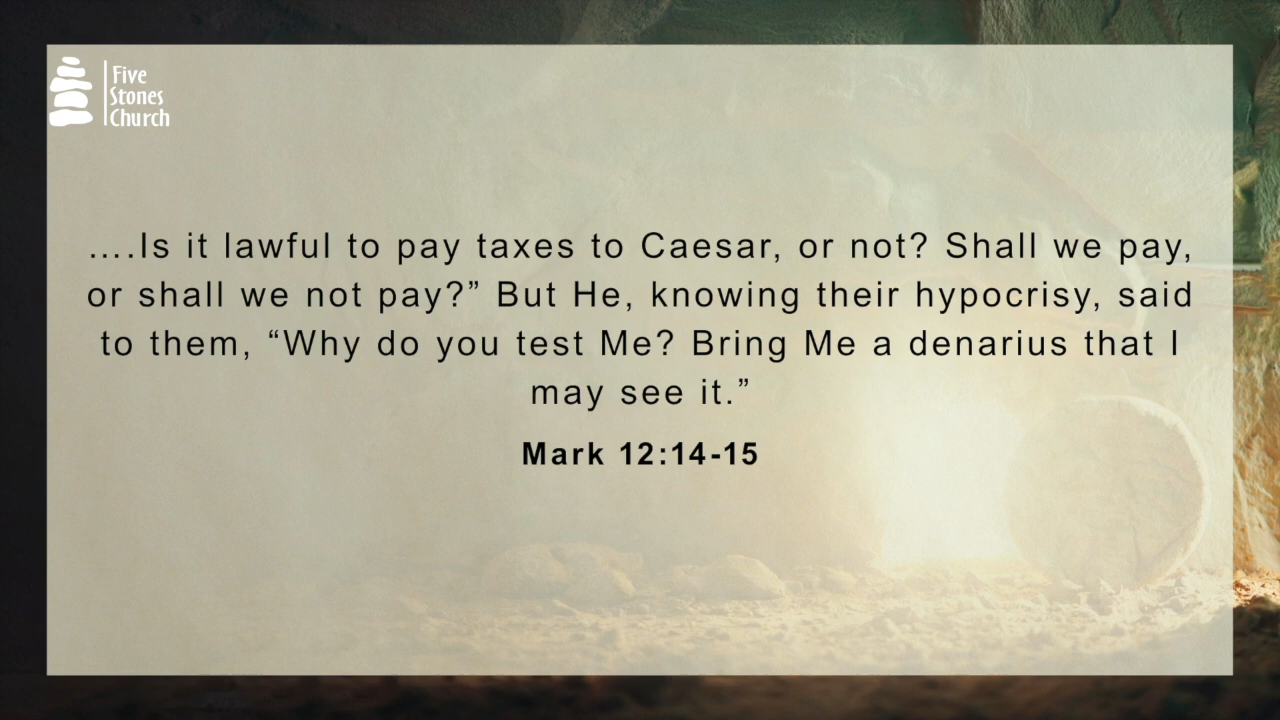 Five
Stones
Church
....Is it lawful to pay taxes to Caesar, or not? Shall we pay,
or shall we not pay?” But He, knowing their hypocrisy, said
to them, “Why do you test Me? Bring Me a denarius that I
may see it.”
Mark 12:14-15